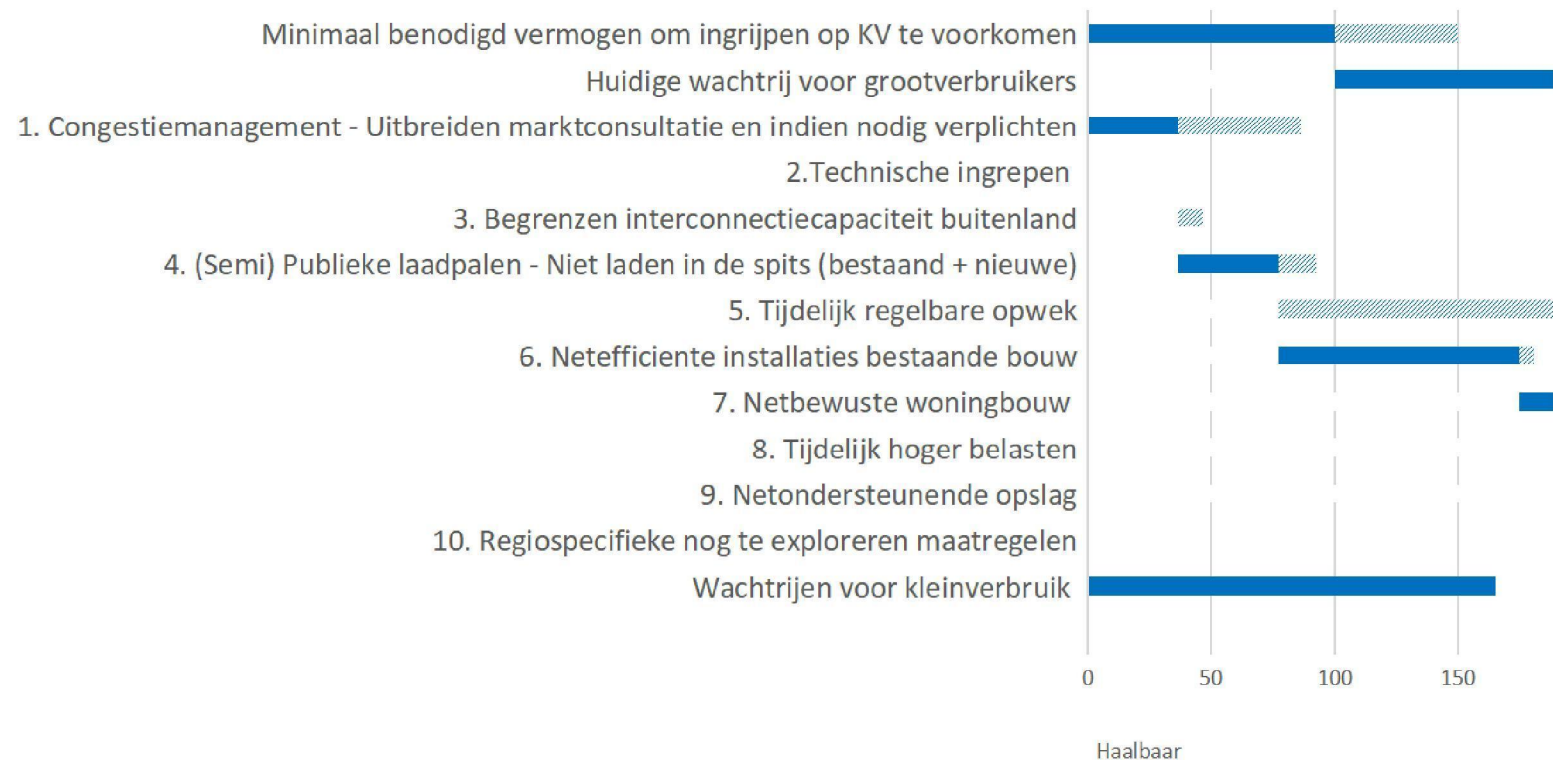 Minimaal benodigd vermogen om ingrijpen op KV te voorkomen
Huidige wachtrij voor grootverbruikers
1. Congestiemanagement - Uitbreiden marktconsultatie en indien nodig verplichten
2.Technische ingrepen
3. Begrenzen interconnectiecapaciteit buitenland
4. (Semi) Publieke laadpalen - Niet laden in de spits (bestaand + nieuwe)
5. Tijdelijk regelbare opwek
6. Netefficiente installaties bestaande bouw
7. Netbewuste woningbouw
8. Tijdelijk hoger belasten
9. Netondersteunende opslag
10. Regiospecifieke nog te exploreren maatregelen
Wachtrijen voor kleinverbruik
0 50 100 150
Haalbaar